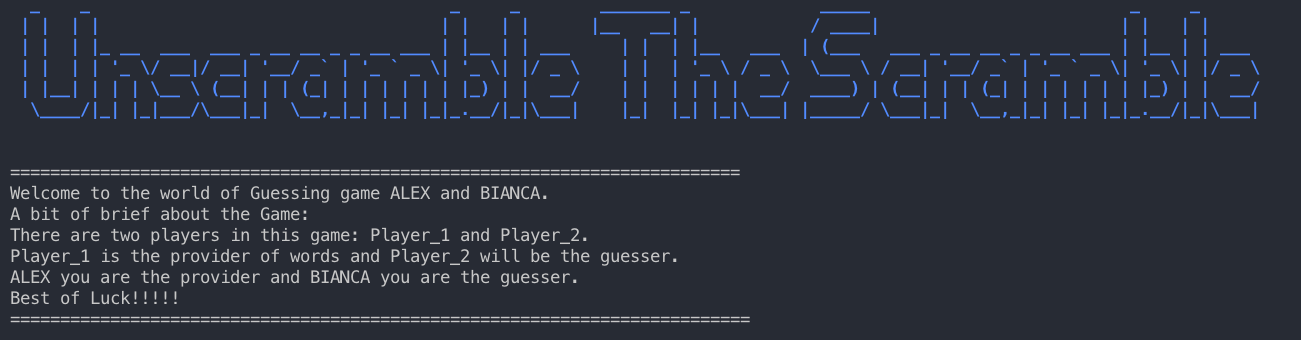 Unscramble The Scramble
=========================================================================
Welcome to the world of Guessing game ALEX and BIANCA.
A bit of brief about the Game:
There are two players in this game: Player_1 and Player_2.
Player_1 is the provider of words and Player_2 will be the guesser.
ALEX you are the provider and BIANCA you are the guesser.
Best of Luck!!!!!
==========================================================================